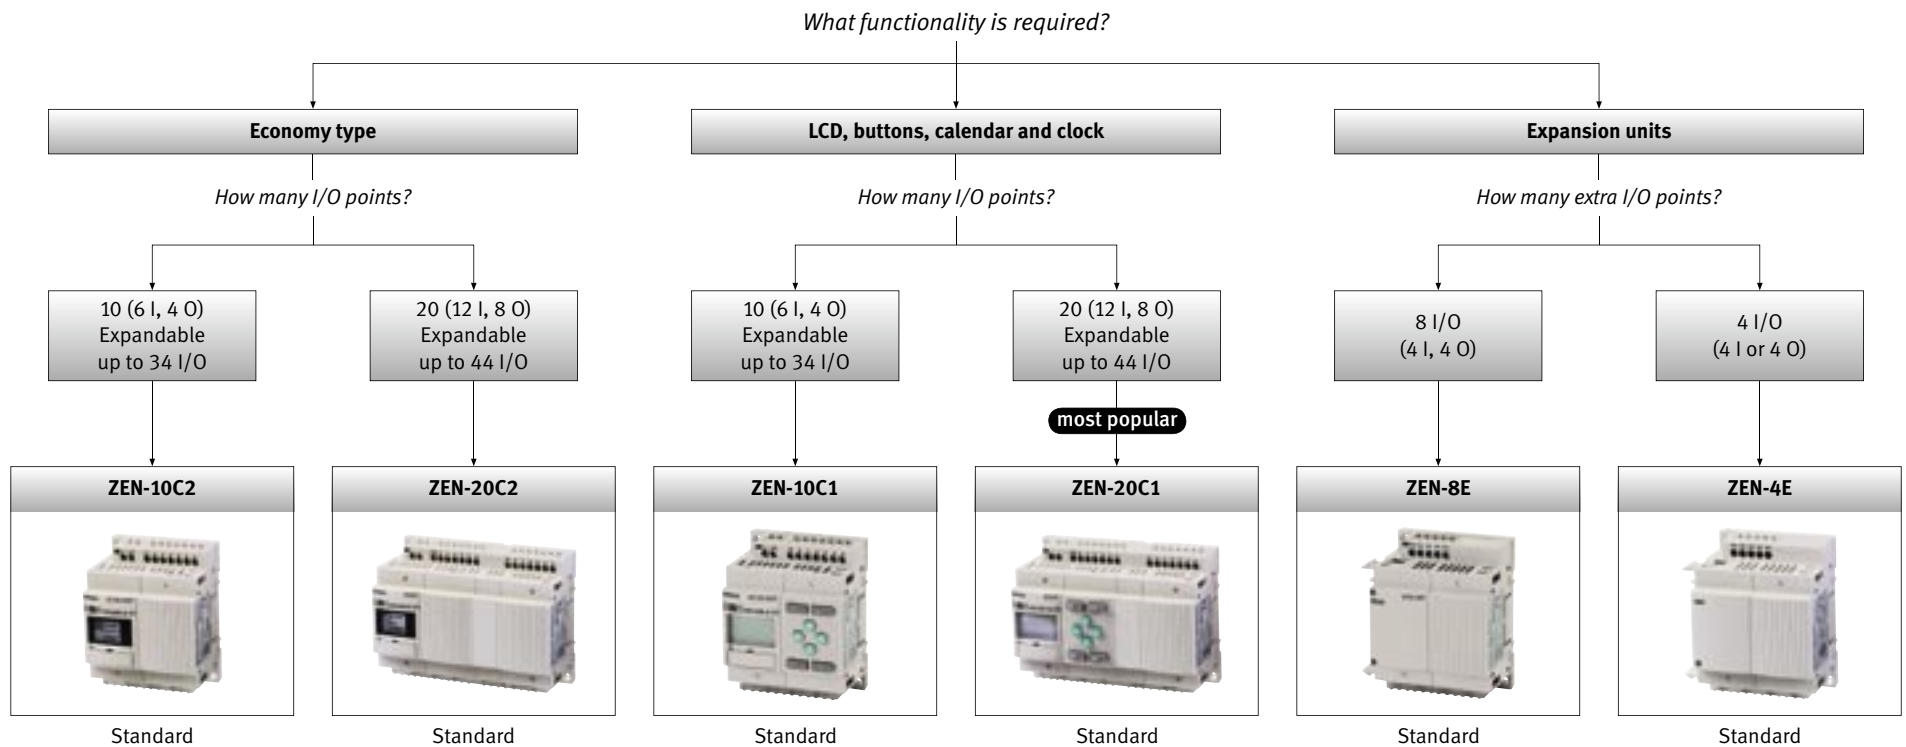 What functionality is required?
Economy type
LCD, buttons, calendar and clock
Expansion units
How many I/O points?
How many I/O points?
How many extra I/O points?
10 (6 I, 4 O)
Expandable
up to 34 I/O
20 (12 I, 8 O)
Expandable
up to 44 I/O
10 (6 I, 4 O)
Expandable
up to 34 I/O
20 (12 I, 8 O)
Expandable
up to 44 I/O
8 I/O
(4 I, 4 O)
4 I/O
(4 I or 4 O)
most popular
ZEN-10C2
ZEN-20C2
ZEN-10C1
ZEN-20C1
ZEN-8E
ZEN-4E
Standard
Standard
Standard
Standard
Standard
Standard